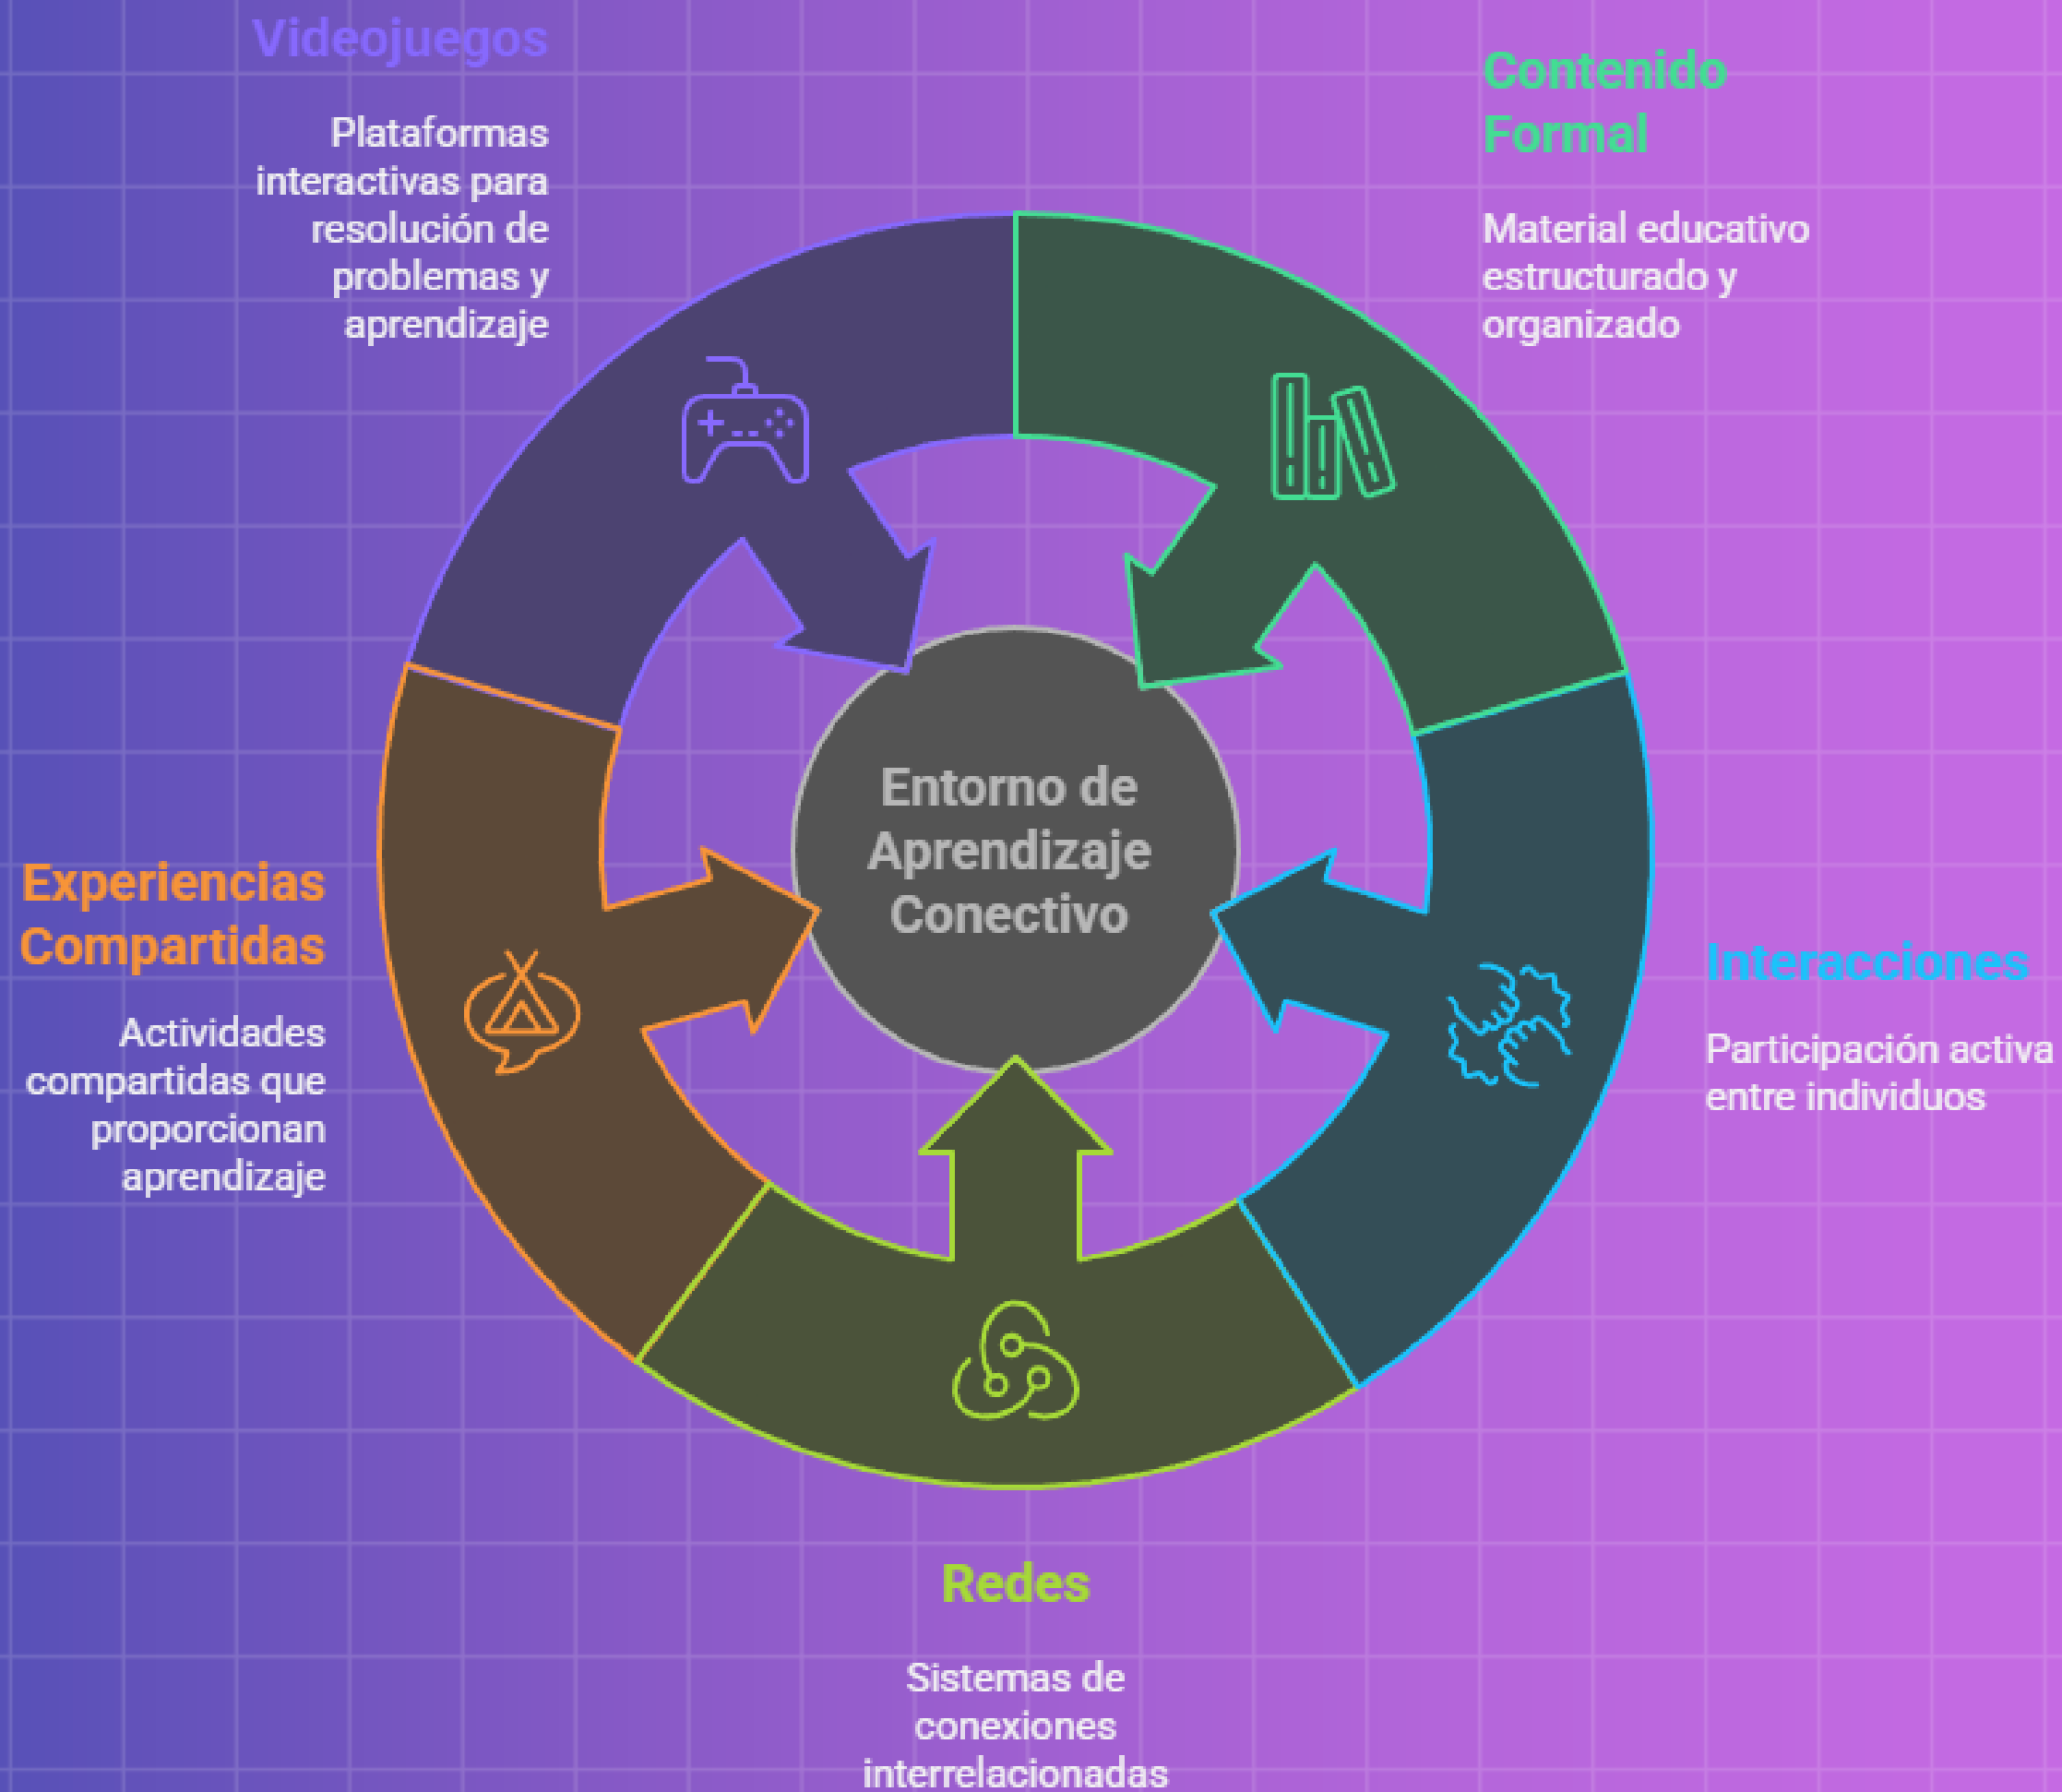 Videojuegos
Plataformas
interactivas para
resolución de
problemas y
aprendizaje
Contenido
Formal
Material educativo
estructurado y
organizado
Entorno de
Aprendizaje
Conectivo
Experiencias
Compartidas
Actividades
compartidas que
proporcionan
aprendizaje
Interacciones
Participación activa
entre individuos
Redes
Sistemas de
conexiones
interrelacionadas